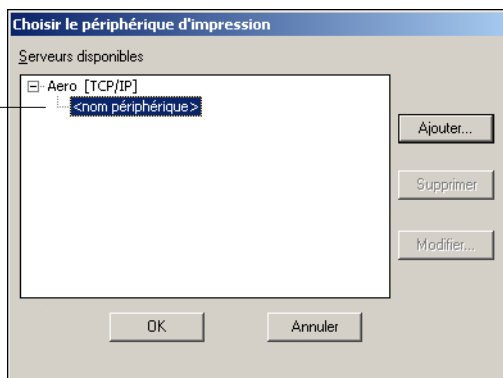 Choisir le périphérique d'impression
Serveurs disponibles
Aero [TCP/IP]
<nom périphérique>
Ajouter...
Supprimer
Modifier...
OK
Annuler